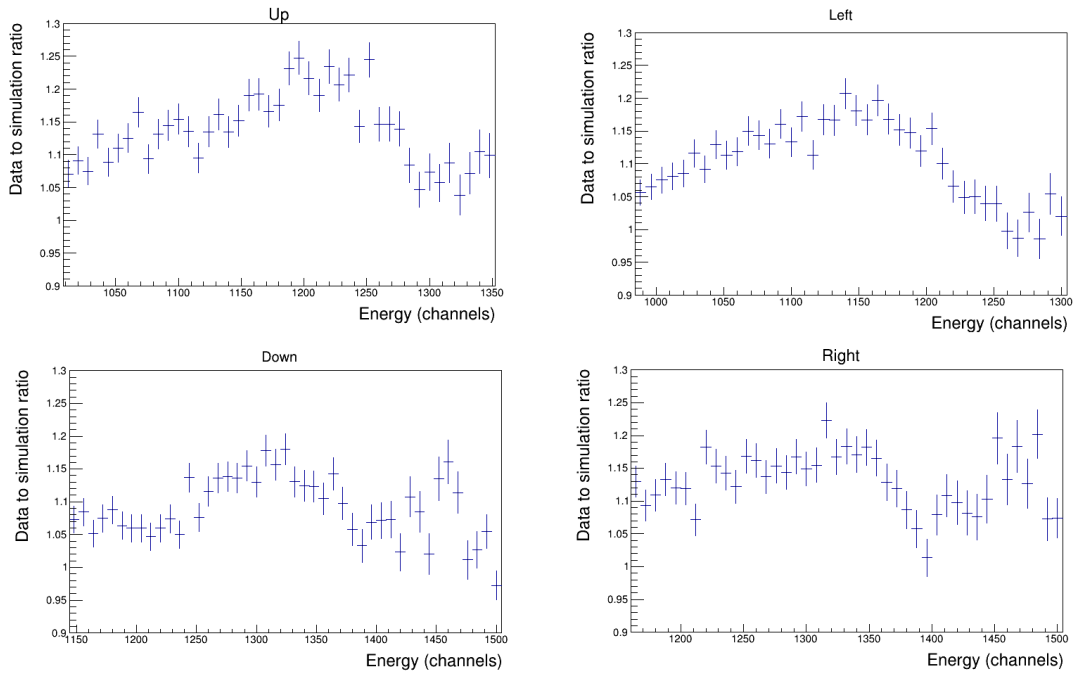 Up
Data to simulation ratio
1.3
1.25
1.2
1.15
1.1
1.05
1
0.95
0.9
1050 1100 1150 1200 1250 1300 1350
Energy (channels)
Left
Data to simulation ratio
1.3
1.25
1.2
1.15
1.1
1.05
1
0.95
0.9
1000 1050 1100 1150 1200 1250 1300
Energy (channels)
Down
Data to simulation ratio
1.3
1.25
1.2
1.15
1.1
1.05
1
0.95
0.9
1150 1200 1250 1300 1350 1400 1450 1500
Energy (channels)
Right
Data to simulation ratio
1.3
1.25
1.2
1.15
1.1
1.05
1
0.95
0.9
1200 1250 1300 1350 1400 1450 1500
Energy (channels)